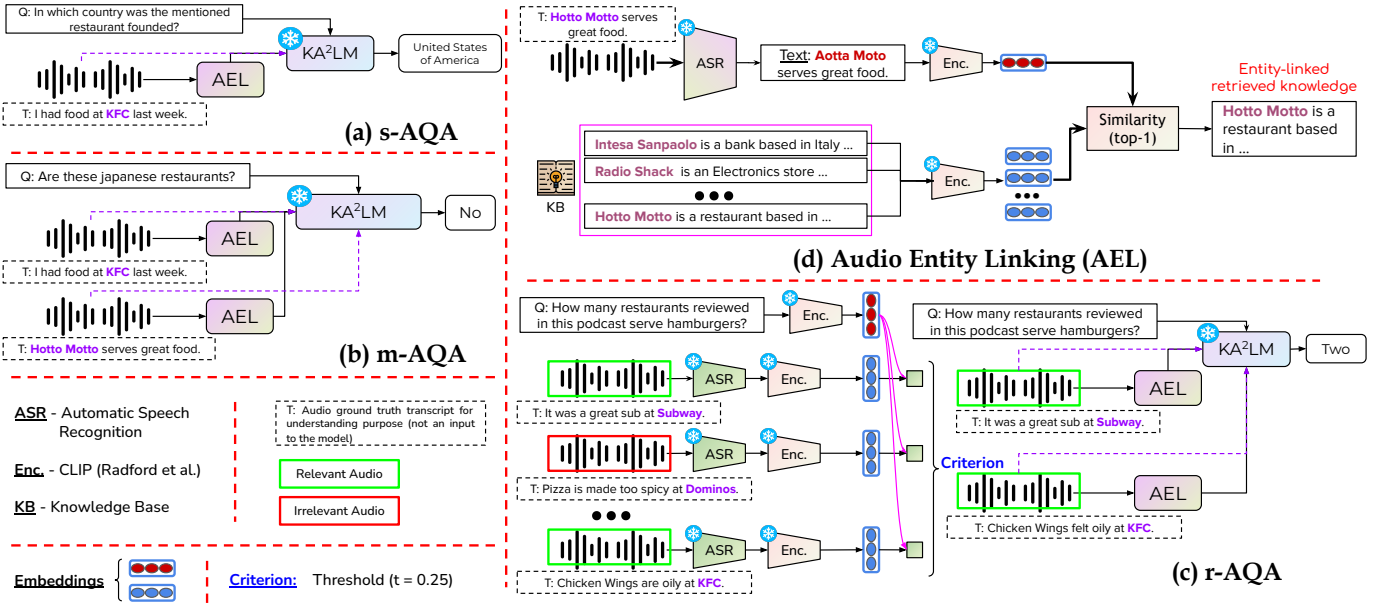 Q: In which country was the mentioned
restaurant founded?
KA²LM
United States
of America
AEL
T: I had food at KFC last week.
(a) s-AQA
Q: Are these japanese restaurants?
KA²LM
No
AEL
T: I had food at KFC last week.
AEL
T: Hotto Motto serves great food.
(b) m-AQA
ASR - Automatic Speech
Recognition
Enc. - CLIP (Radford et al.)
KB - Knowledge Base
T: Audio ground truth transcript for
understanding purpose (not an
input to the model)
Relevant Audio
Irrelevant Audio
Embeddings
Criterion: Threshold (t = 0.25)
T: Hotto Motto serves
great food.
ASR
Text: Aotta Moto
serves great food.
Enc.
Entity-linked
retrieved knowledge
Similarity
(top-1)
Hotto Motto is a
restaurant based
in ...
KB
Intesa Sanpaolo is a bank based in Italy ...
Radio Shack is an Electronics store ...
Hotto Motto is a restaurant based in ...
Enc.
(d) Audio Entity Linking (AEL)
Q: How many restaurants reviewed
in this podcast serve hamburgers?
Enc.
ASR
Enc.
T: It was a great sub at Subway.
ASR
Enc.
T: Pizza is made too spicy at Dominos.
ASR
Enc.
T: Chicken Wings are oily at KFC.
Criterion
Q: How many restaurants reviewed
in this podcast serve hamburgers?
KA²LM
Two
AEL
T: It was a great sub at Subway.
AEL
T: Chicken Wings felt oily at KFC.
(c) r-AQA